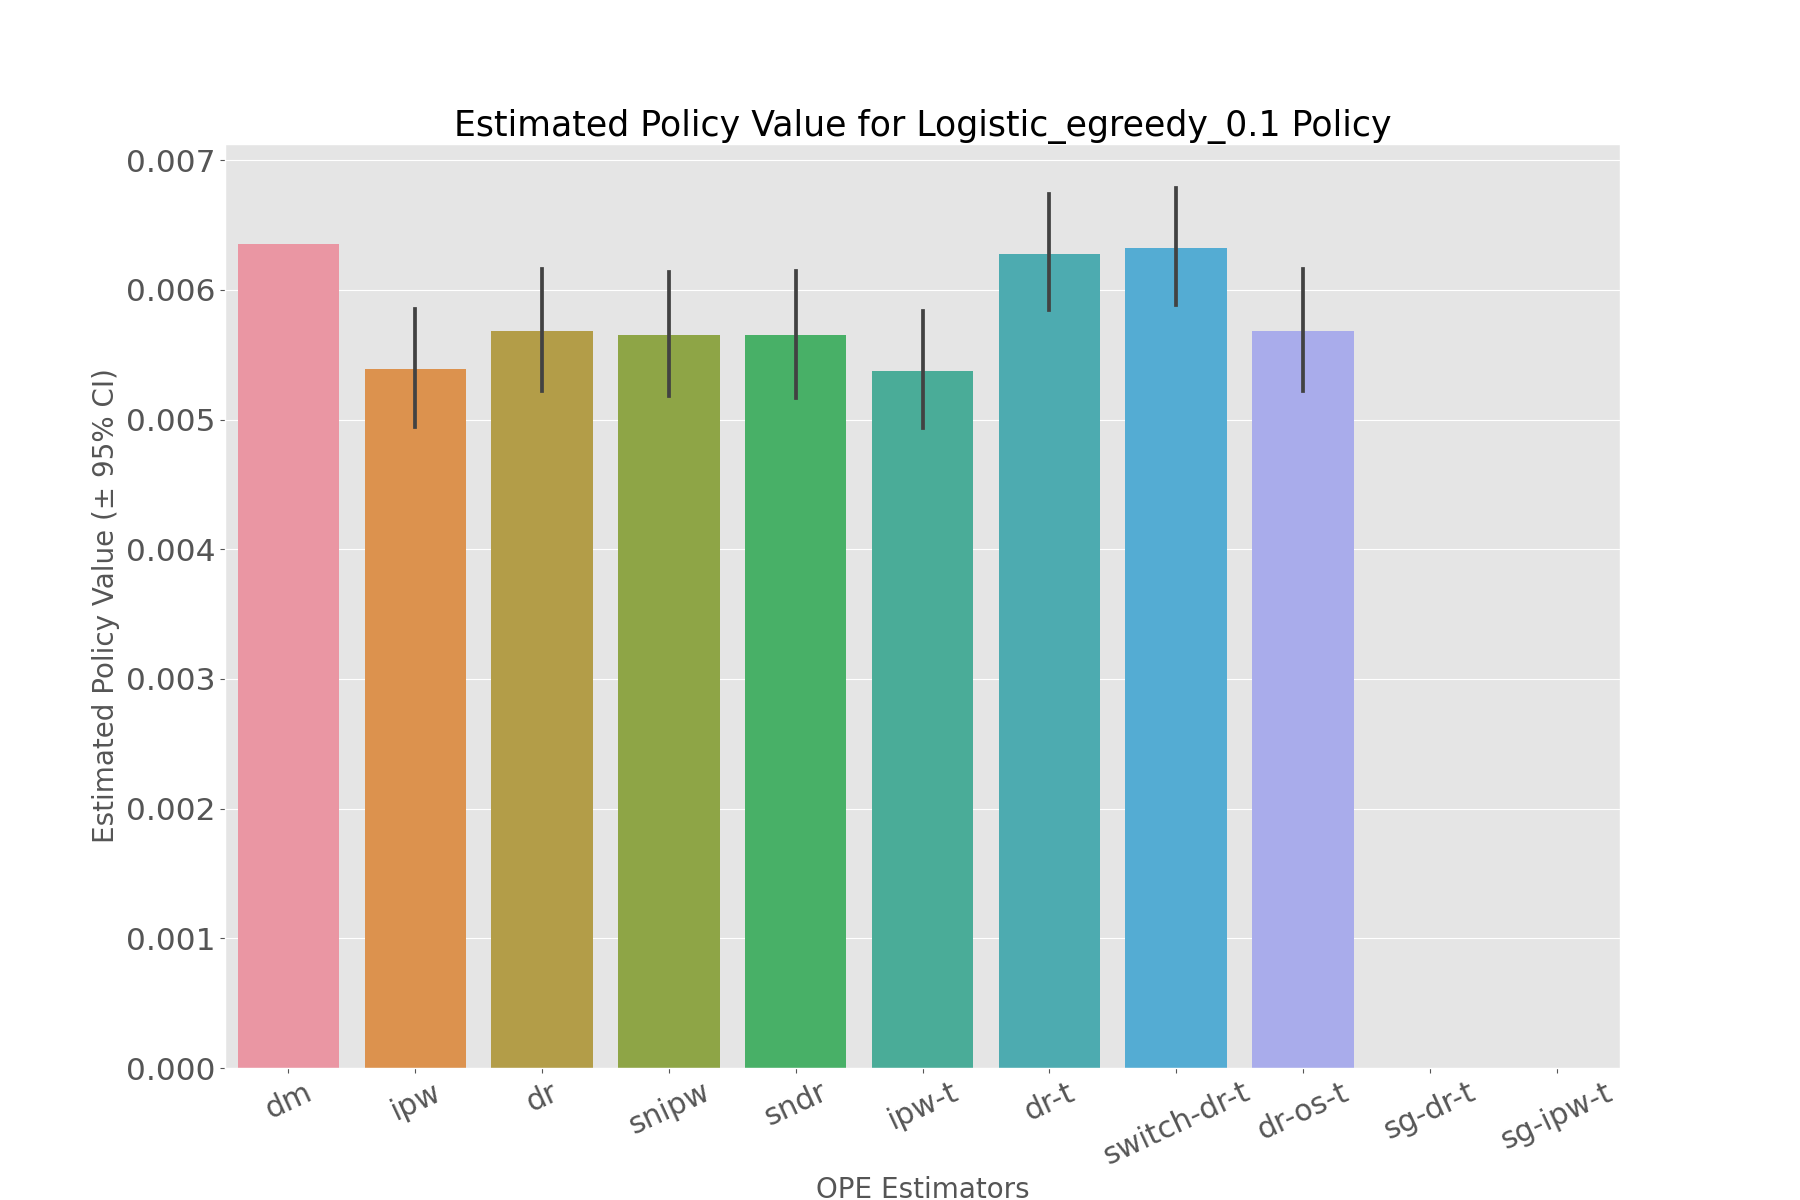 Estimated Policy Value for Logistic_egreedy_0.1 Policy
Estimated Policy Value (± 95% CI)
0.007
0.006
0.005
0.004
0.003
0.002
0.001
0.000
dm
ipw
dr
snipw
sndr
ipw-t
dr-t
switch-dr-t
dr-os-t
sg-dr-t
sg-ipw-t
OPE Estimators